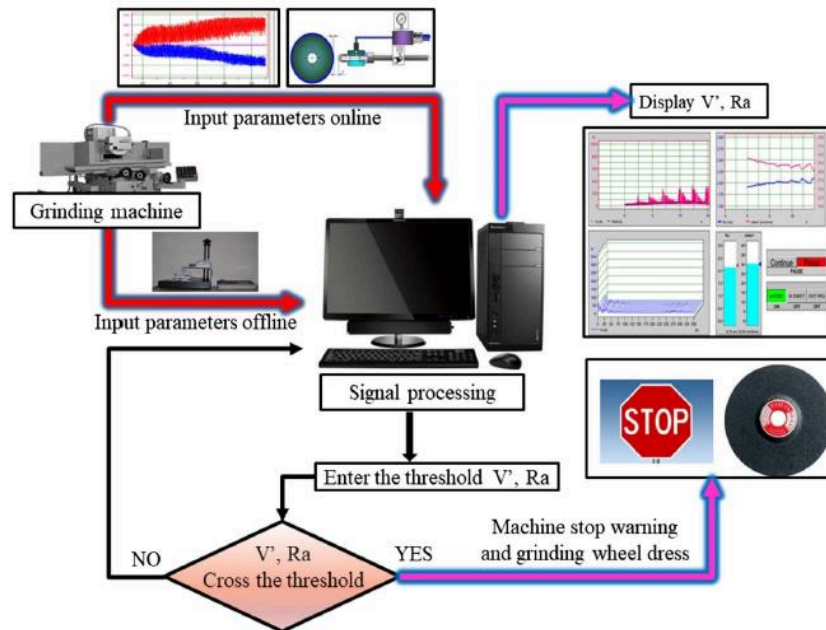 Input parameters online
Display V', Ra
Grinding machine
Input parameters offline
Continue
PAUSE
Signal processing
STOP
Enter the threshold V', Ra
Machine stop warning
and grinding wheel dress
NO
V', Ra
Cross the threshold
YES